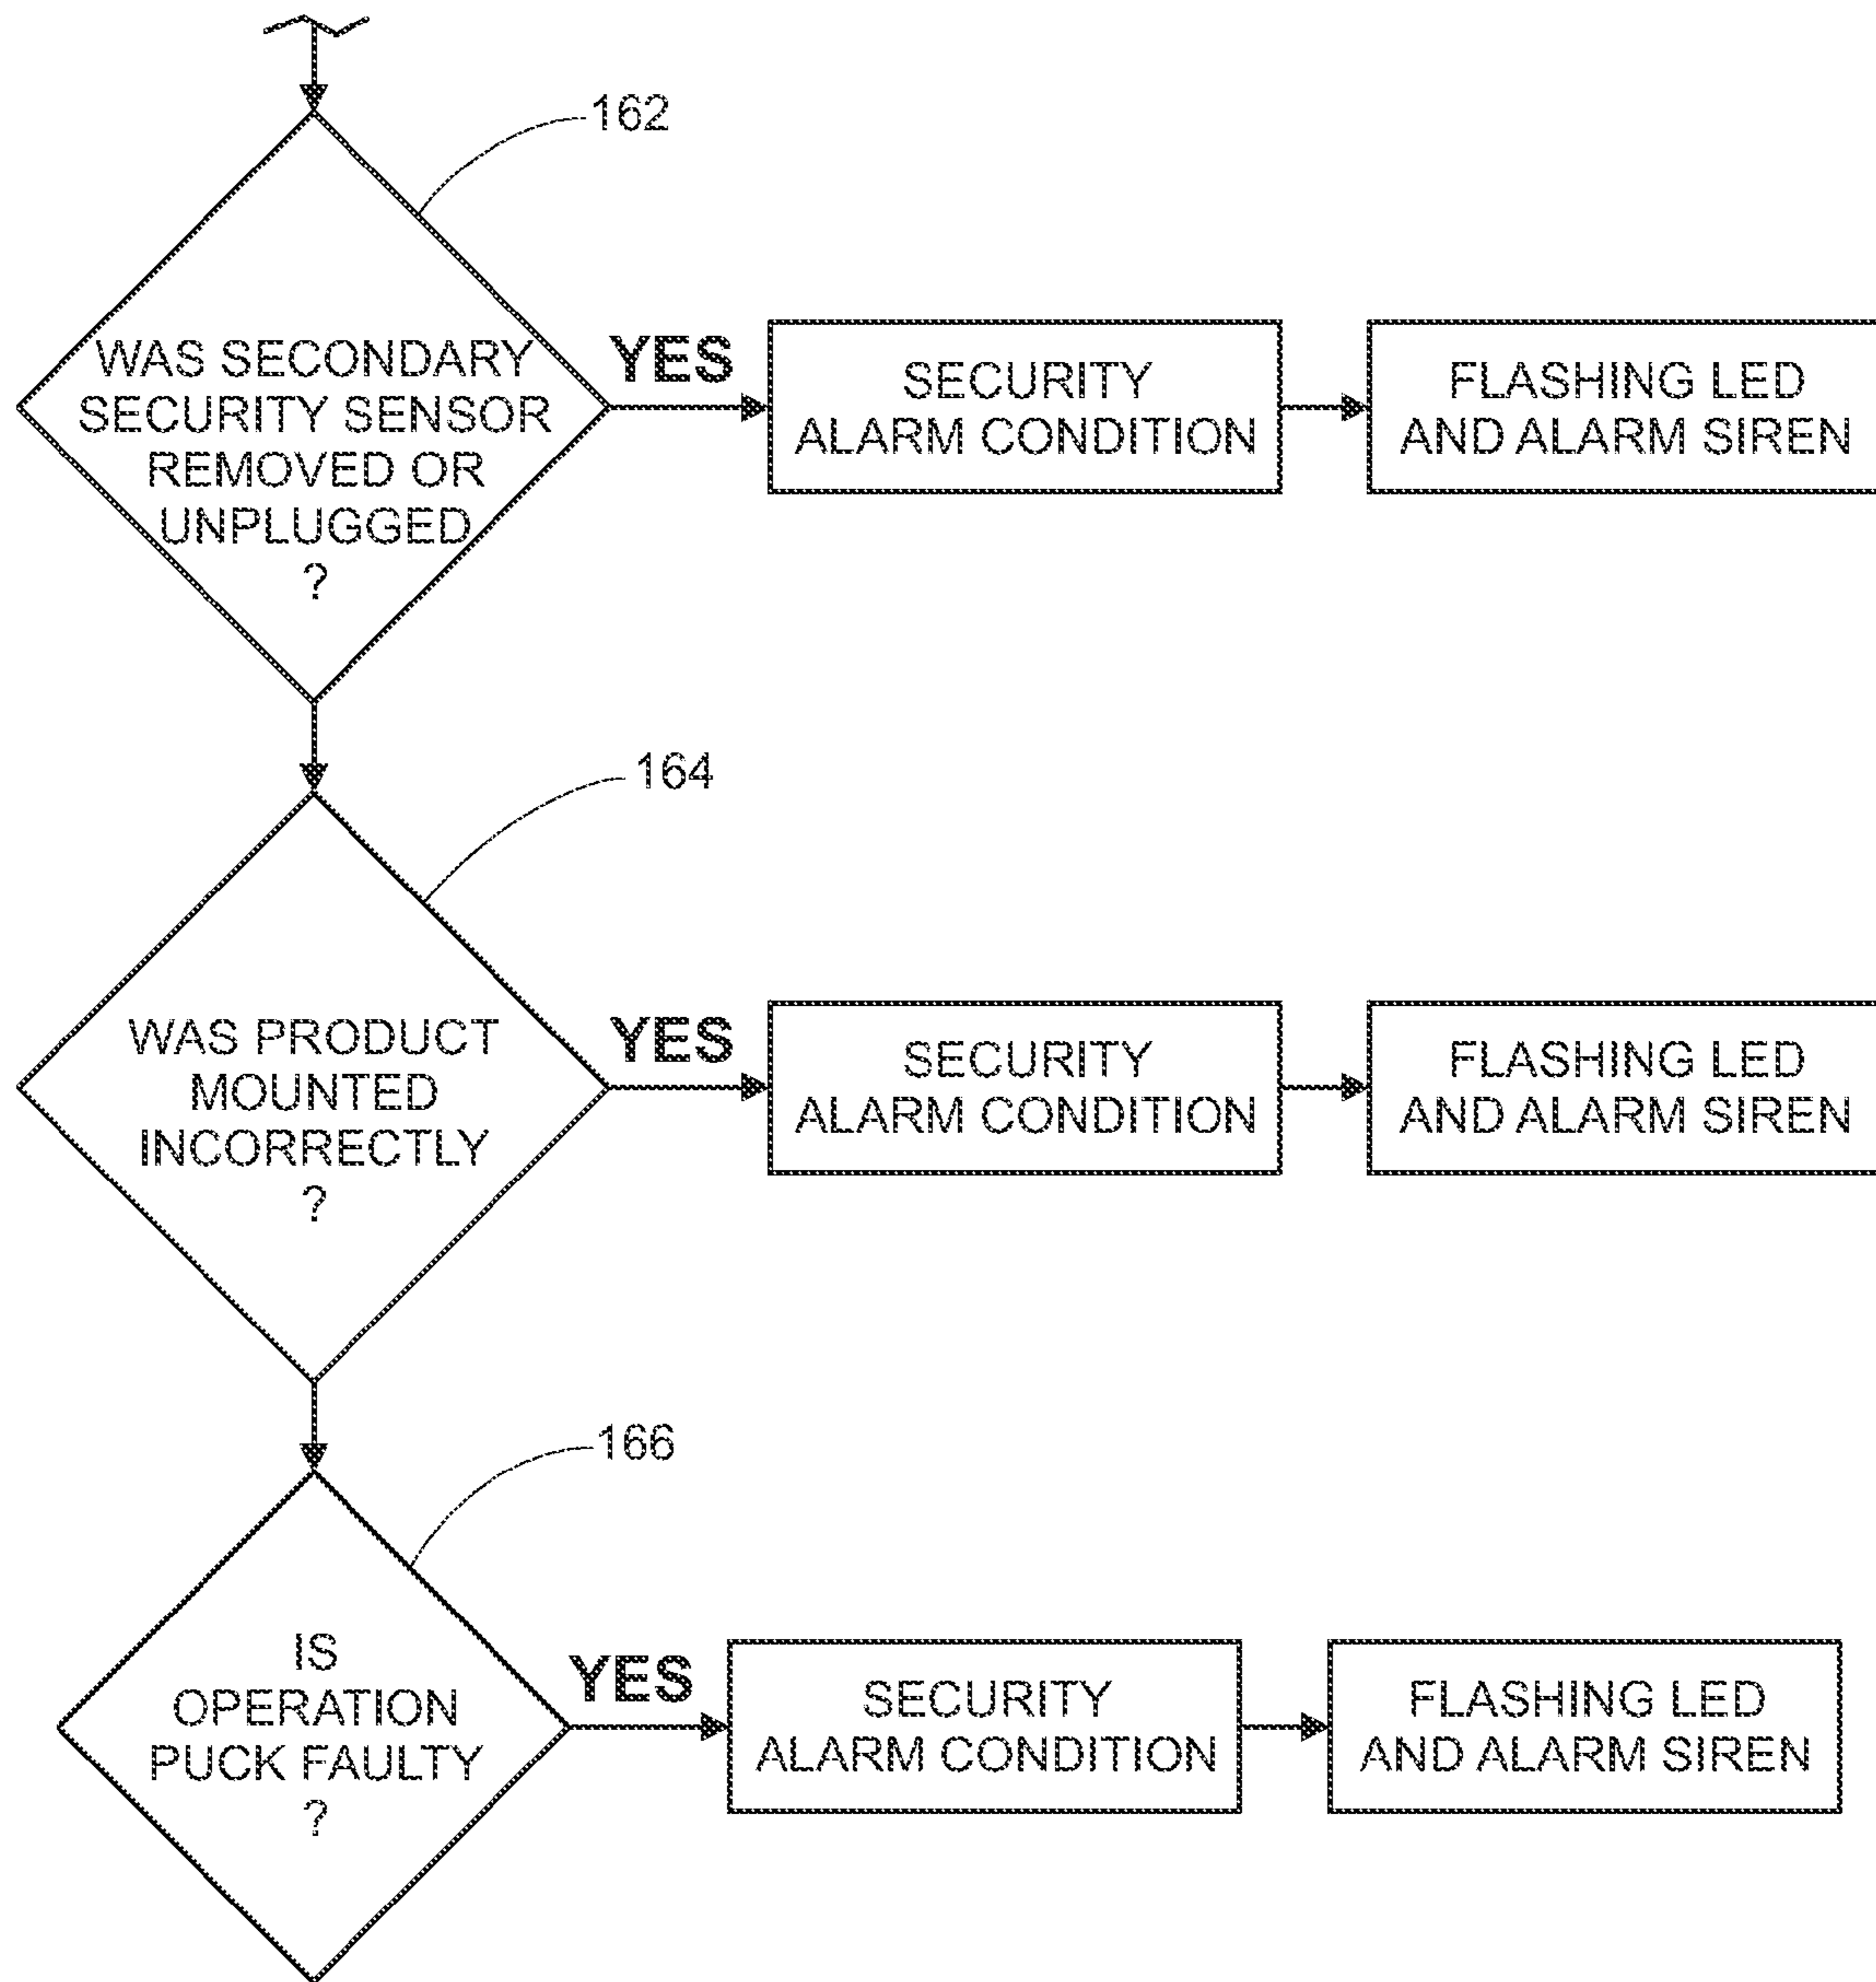 162
WAS SECONDARY
SECURITY SENSOR
REMOVED OR
UNPLUGGED
?
YES
SECURITY
ALARM CONDITION
FLASHING LED
AND ALARM SIREN
164
WAS PRODUCT
MOUNTED
INCORRECTLY
?
YES
SECURITY
ALARM CONDITION
FLASHING LED
AND ALARM SIREN
166
IS
OPERATION
PUCK FAULTY
?
YES
SECURITY
ALARM CONDITION
FLASHING LED
AND ALARM SIREN